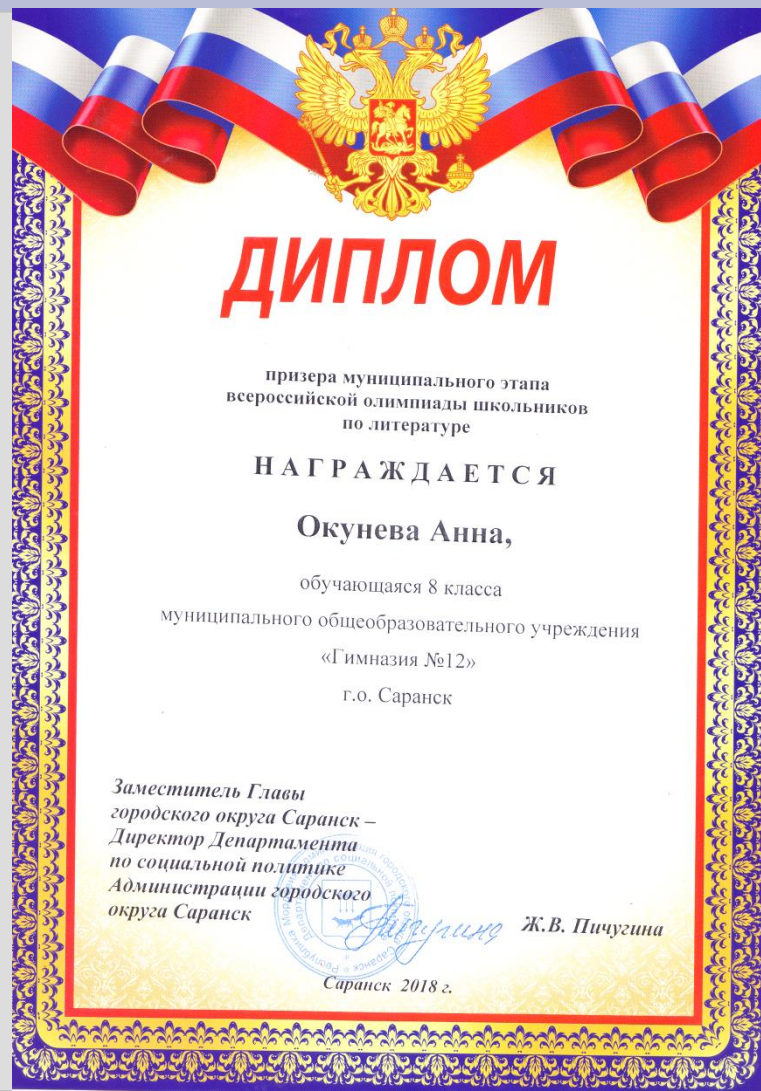 ДИПЛОМ
призера муниципального этапа
всероссийской олимпиады школьников
по литературе
НАГРАЖДАЕТСЯ
Окунева Анна,
обучающаяся 8 класса
муниципального общеобразовательного учреждения
«Гимназия №12»
г.о. Саранск
Заместитель Главы
городского округа Саранск –
Директор Департамента
по социальной политике
Администрации городского
округа Саранск
Ж.В. Пичугина
Саранск 2018 г.